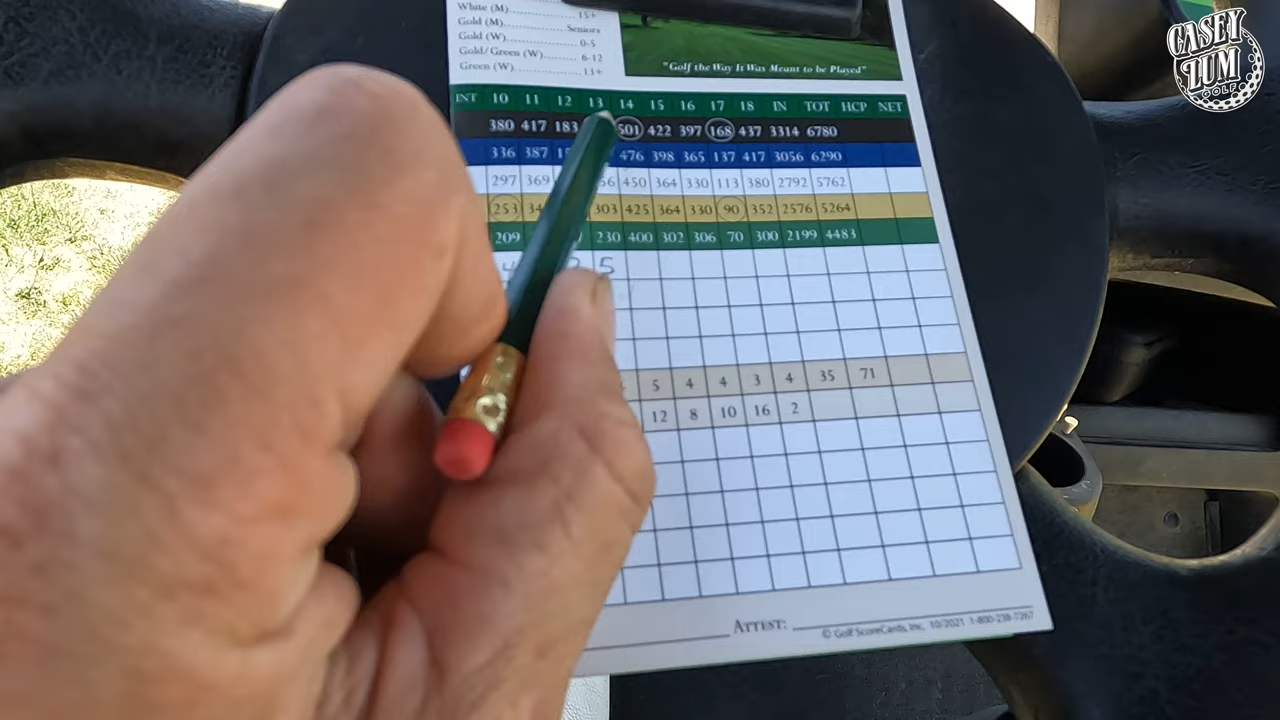 White (M) 15+
Gold (M) Seniors
Gold (W) 0-5
Gold/Green (W) 6-12
Green (W) 13+
"Golf the Way It Was Meant to be Played"
CASEY
LUM
GOLF
INT 10 11 12 13 14 15 16 17 18 IN TOT HCP NET
380 417 183 501 422 397 168 437 3314 6780
336 387 476 398 365 137 417 3056 6290
297 369 450 364 330 113 380 2792 5762
253 303 425 364 330 90 352 2576 5264
209 230 400 302 306 70 300 2199 4483
4 5
5 4 4 3 4 35 71
12 8 10 16 2
ATTEST:
© Golf ScoreCards, Inc. 10/2021 1-800-238-7267